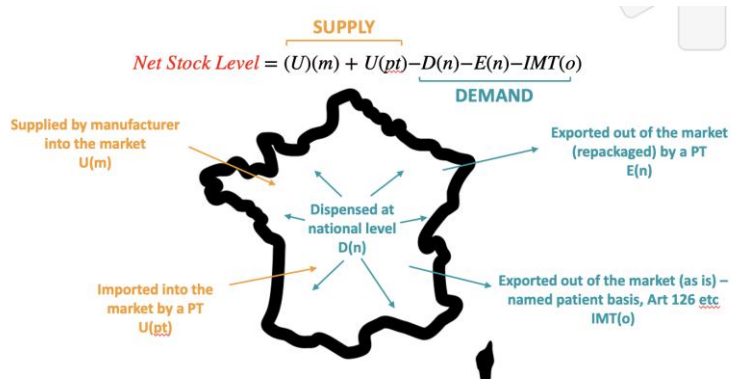 SUPPLY
Net Stock Level = (U)(m) + U(pt)−D(n)−E(n)−IMT(o)
DEMAND
Supplied by manufacturer
into the market
U(m)
Exported out of the market
(repackaged) by a PT
E(n)
Dispensed at
national level
D(n)
Imported into the
market by a PT
U(pt)
Exported out of the market (as is) –
named patient basis, Art 126 etc
IMT(o)